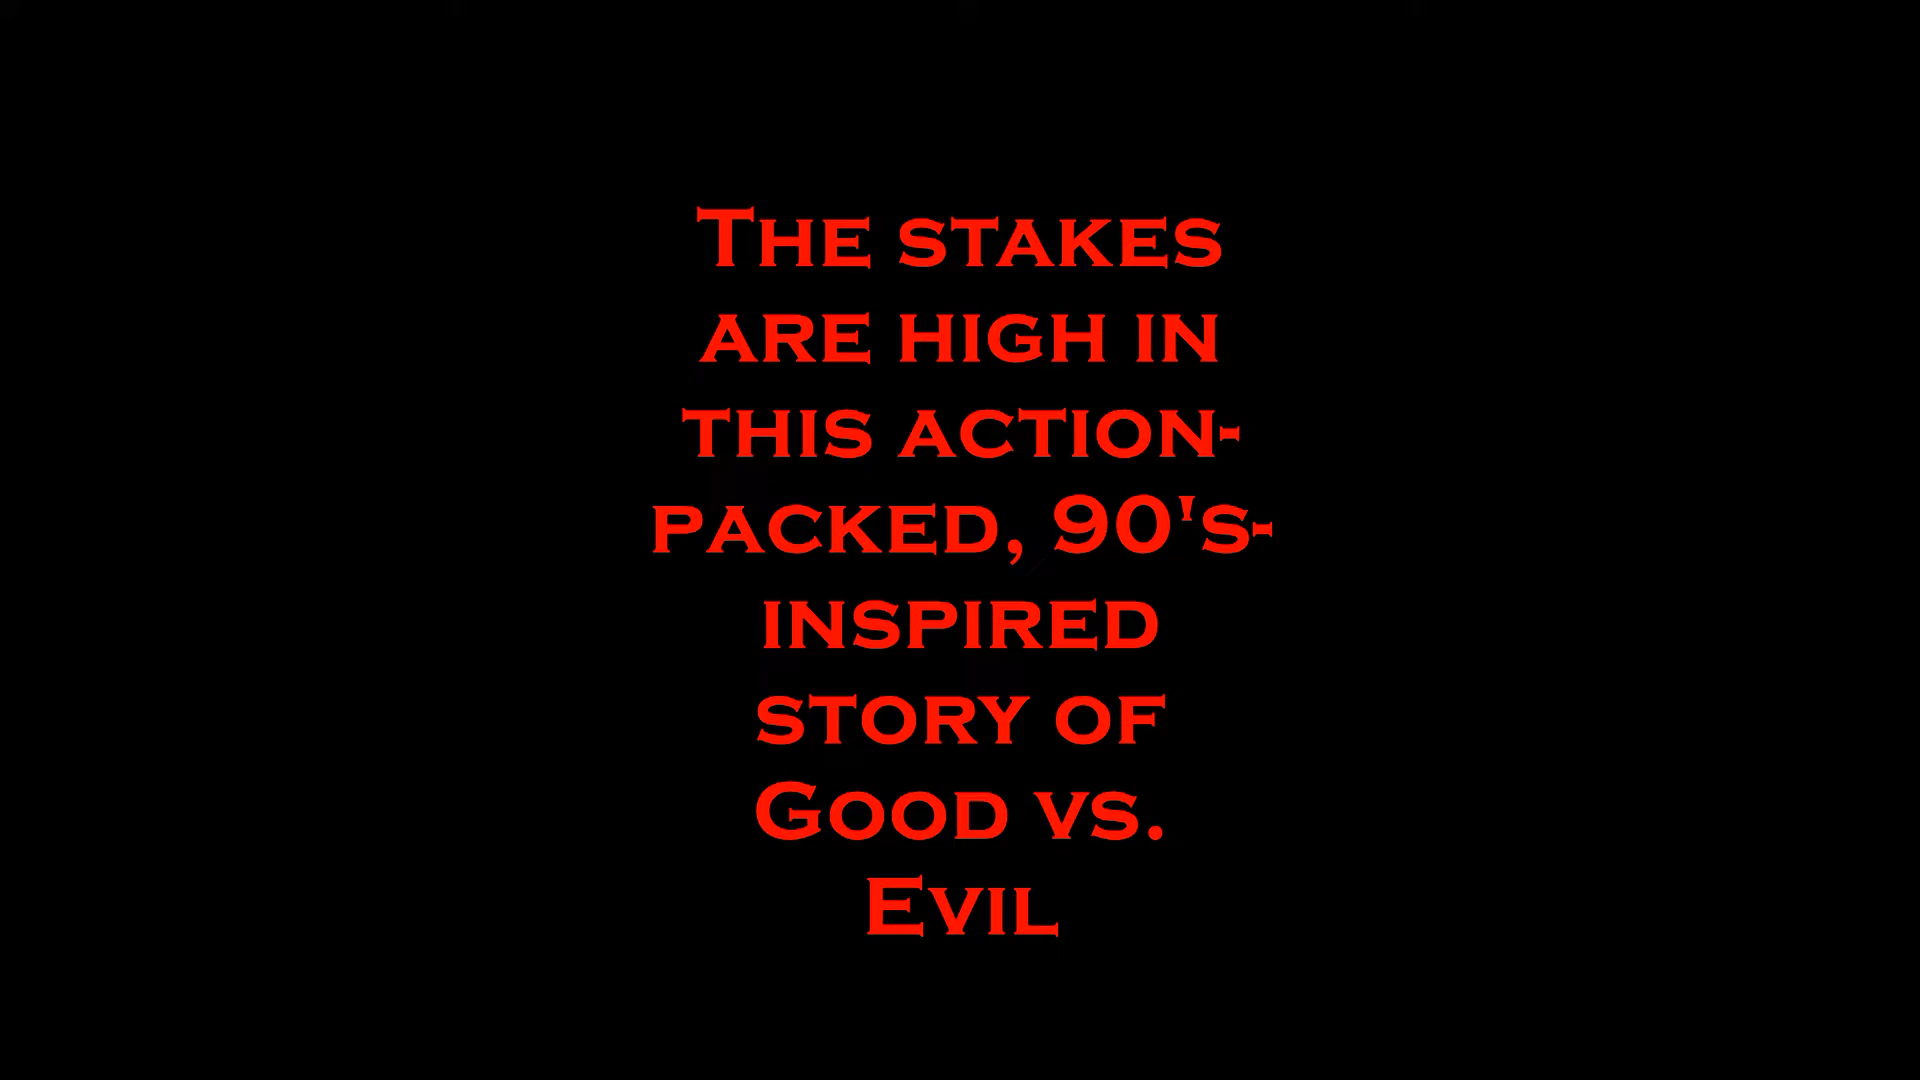 The stakes
are high in
this action-
packed, 90's-
inspired
story of
Good vs.
Evil